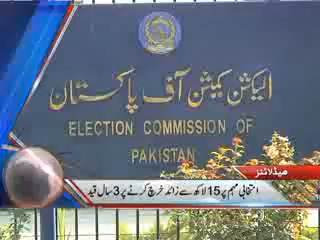 الیکشن کمیشن آف پاکستان
ELECTION COMMISSION OF
PAKISTAN
ہیڈلائنز
انتخابی مہم پر 15 لاکھ سے زائد خرچ کرنے پر 3 سال قید